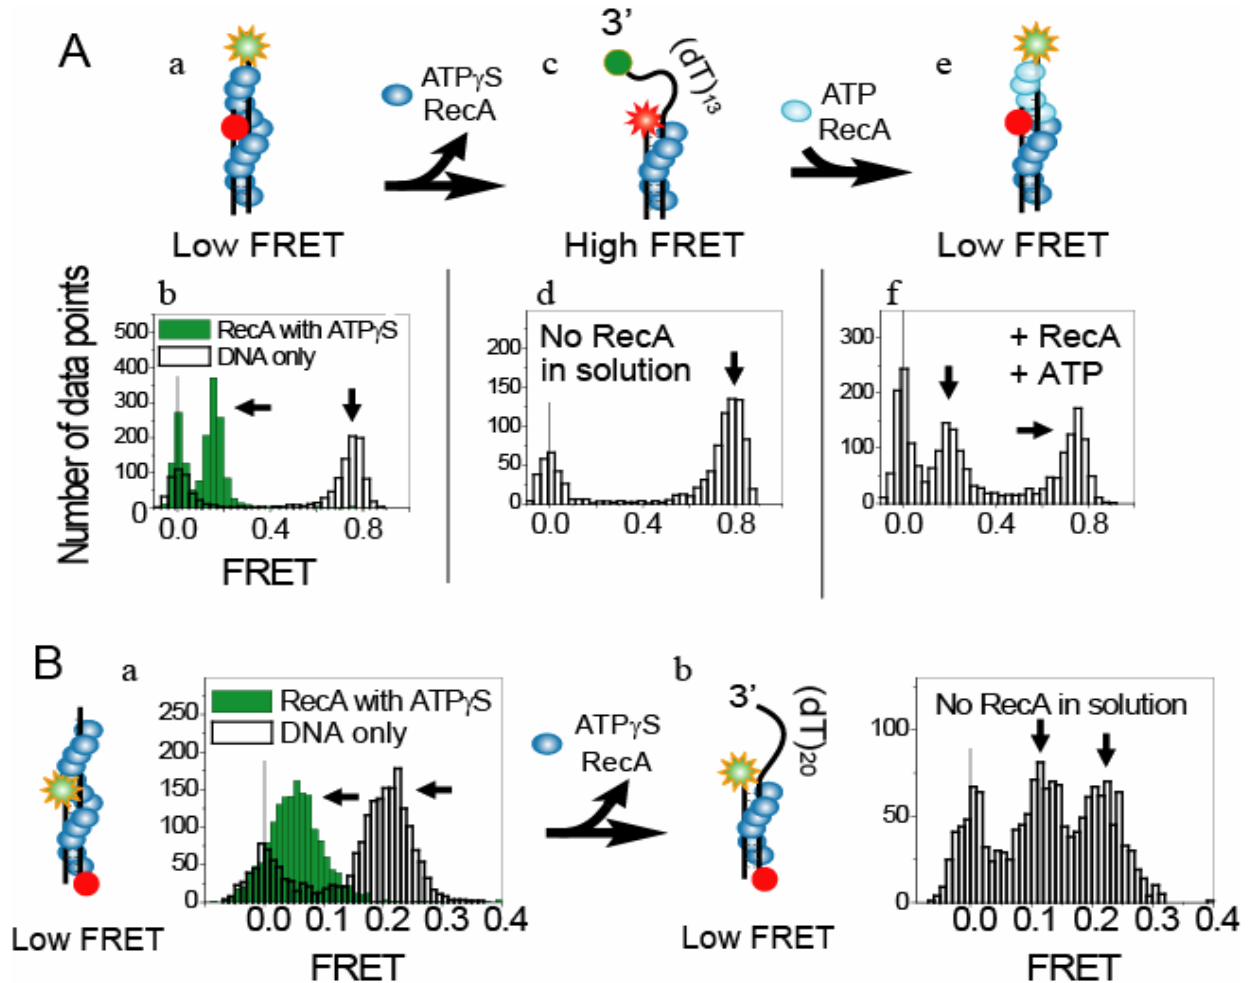 A
a
ATPγS
RecA
c
3’
(dT)13
ATP
RecA
e
Low FRET
High FRET
Low FRET
Number of data points
b
RecA with ATPγS
DNA only
500
400
300
200
100
0
0.0 0.4 0.8
FRET
d
No RecA
in solution
200
150
100
50
0
0.0 0.4 0.8
f
+ RecA
+ ATP
300
200
100
0
0.0 0.4 0.8
B
a
RecA with ATPγS
DNA only
250
200
150
100
50
0
0.0 0.1 0.2 0.3 0.4
FRET
Low FRET
ATPγS
RecA
b
3’
(dT)20
Low FRET
No RecA in solution
100
50
0
0.0 0.1 0.2 0.3 0.4
FRET